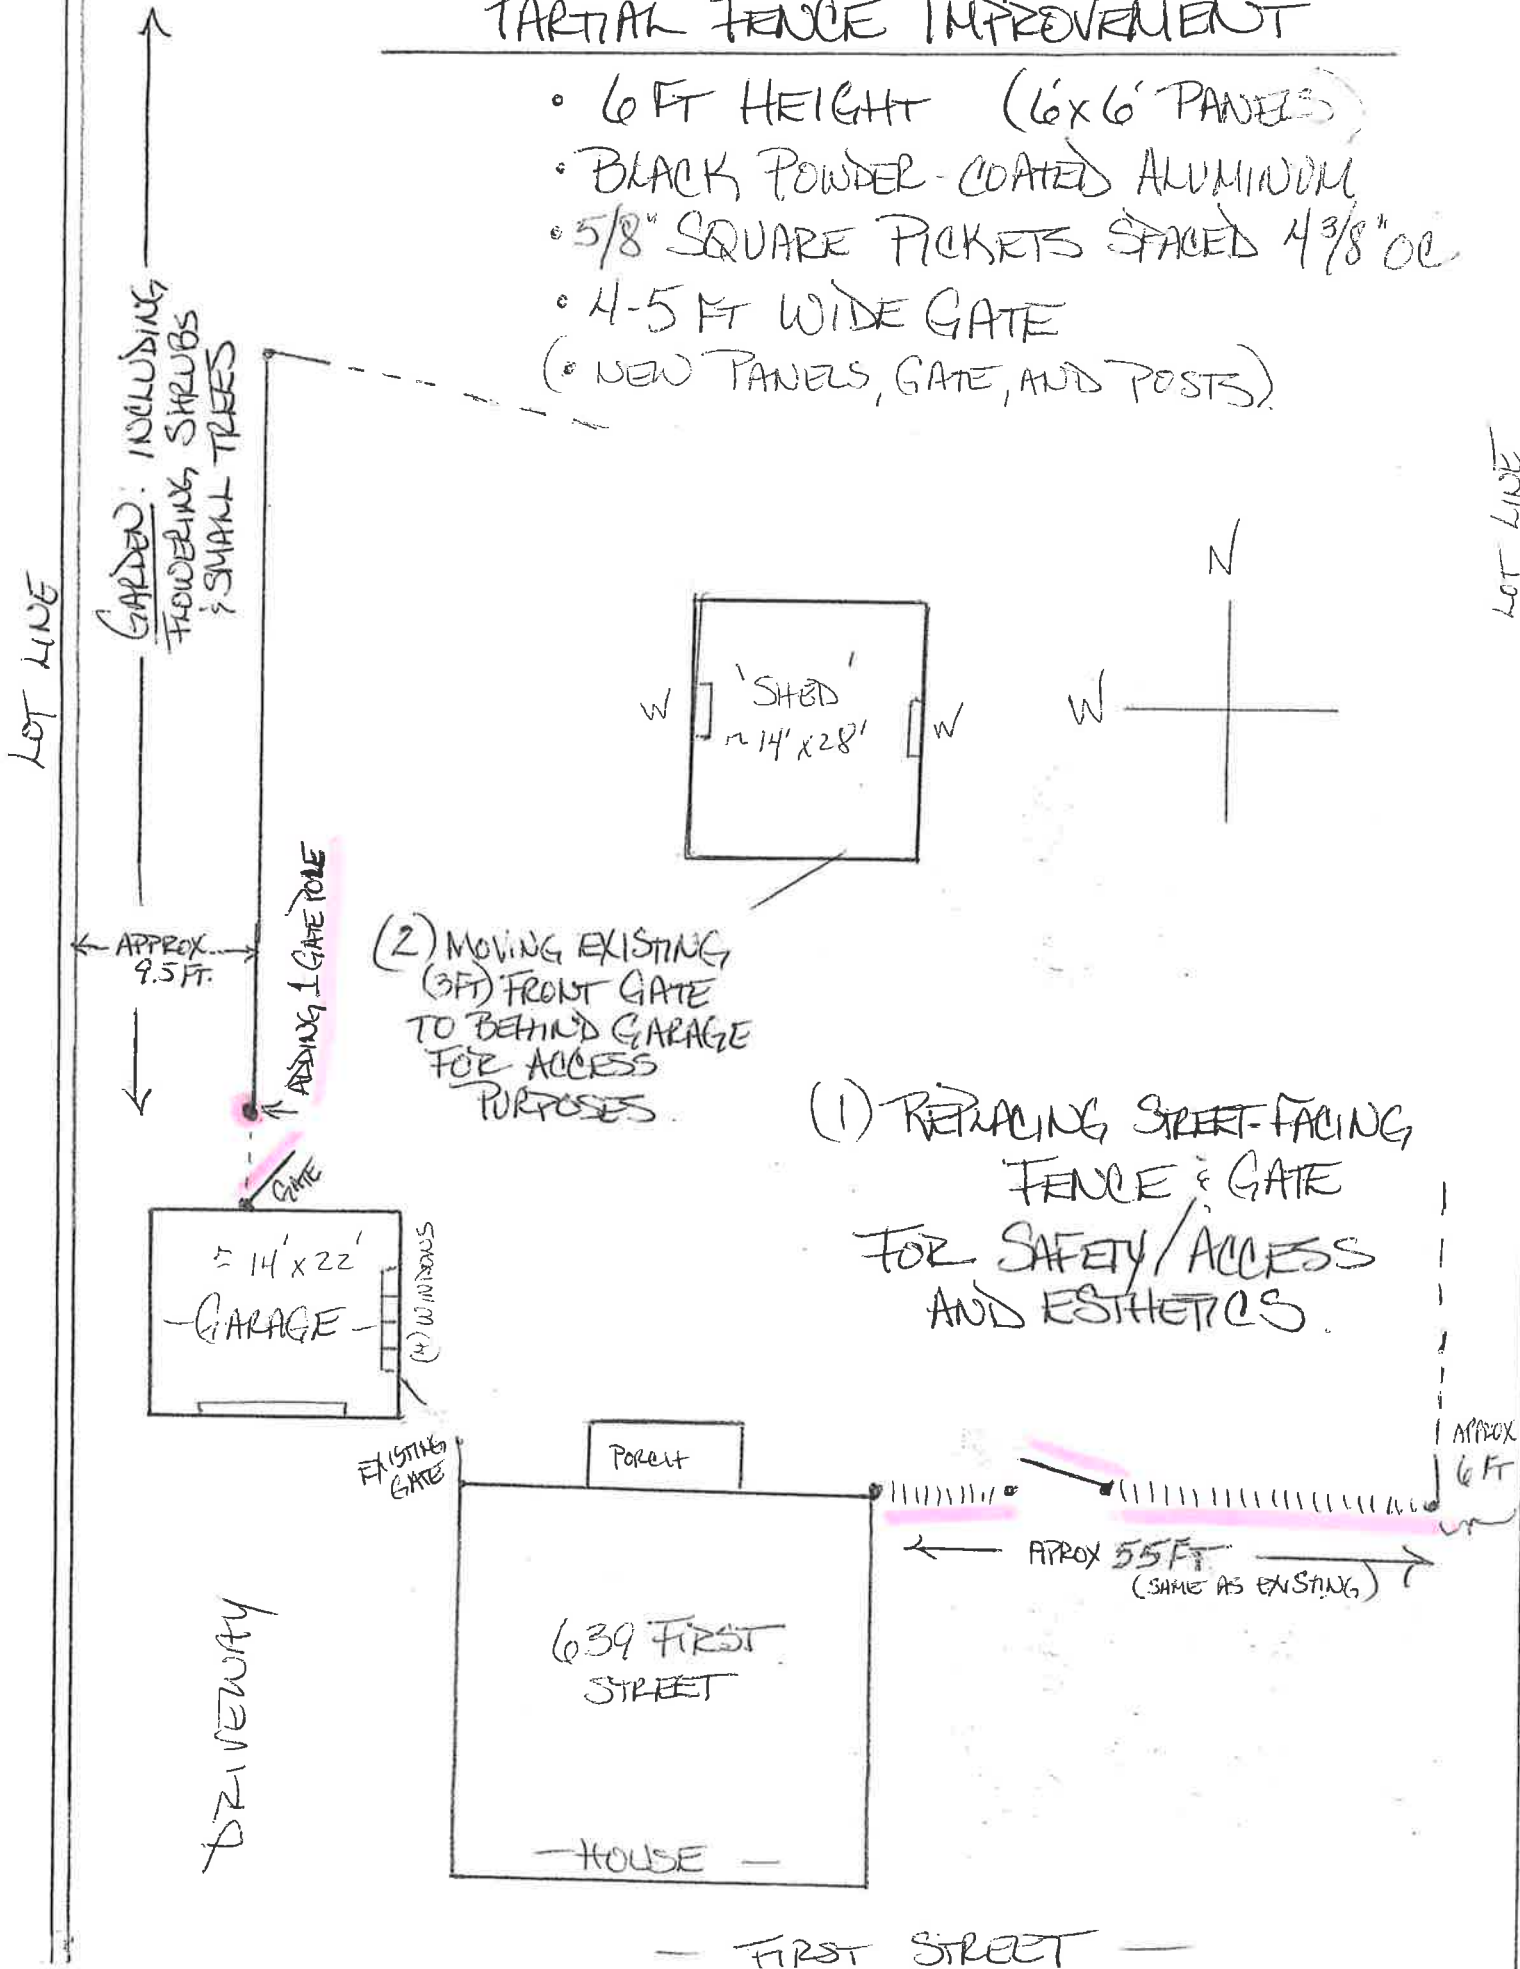 PARTIAL FENCE IMPROVEMENT
• 6 FT HEIGHT (6'x6' PANELS)
• BLACK POWDER-COATED ALUMINUM
• 5/8" SQUARE PICKETS SPACED 4 3/8" OC
• 4-5 FT WIDE GATE
(• NEW PANELS, GATE, AND POSTS)
GARDEN: INCLUDING
FLOWERING SHRUBS
& SMALL TREES
LOT LINE
LOT LINE
N
W
'SHED'
~ 14' x 28'
W
W
APPROX
9.5 FT.
ADDING 1 GATE POLE
(2) MOVING EXISTING
(3FT) FRONT GATE
TO BEHIND GARAGE
FOR ACCESS
PURPOSES.
GATE
(1) REPLACING STREET-FACING
FENCE & GATE
FOR SAFETY/ACCESS
AND ESTHETICS.
≈ 14' x 22'
-GARAGE-
(4) WINDOWS
EXISTING
GATE
PORCH
APPROX
6 FT
APROX 55 FT.
(SAME AS EXISTING)
639 FIRST
STREET
DRIVEWAY
- HOUSE -
- FIRST STREET -